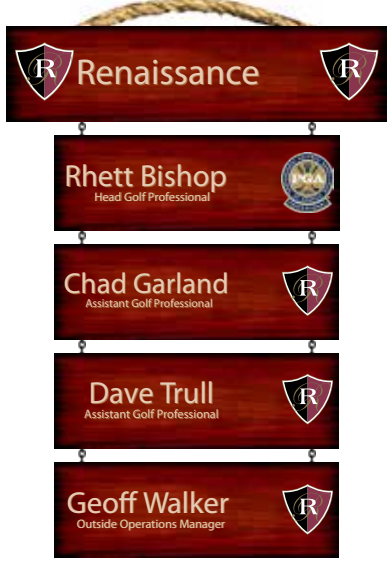 R Renaissance R
Rhett Bishop
Head Golf Professional
PGA
Chad Garland
Assistant Golf Professional
R
Dave Trull
Assistant Golf Professional
R
Geoff Walker
Outside Operations Manager
R